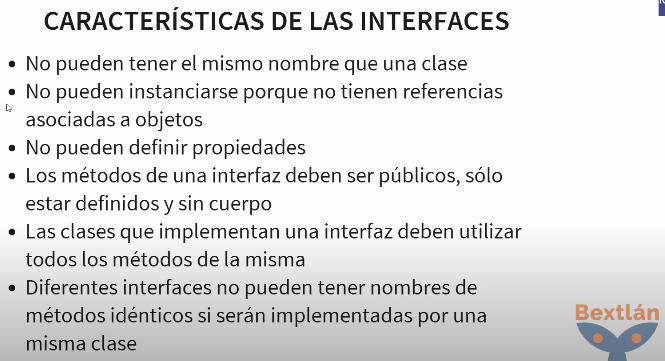 CARACTERÍSTICAS DE LAS INTERFACES
• No pueden tener el mismo nombre que una clase
• No pueden instanciarse porque no tienen referencias
asociadas a objetos
• No pueden definir propiedades
• Los métodos de una interfaz deben ser públicos, sólo
estar definidos y sin cuerpo
• Las clases que implementan una interfaz deben utilizar
todos los métodos de la misma
• Diferentes interfaces no pueden tener nombres de
métodos idénticos si serán implementadas por una
misma clase
Bextlán